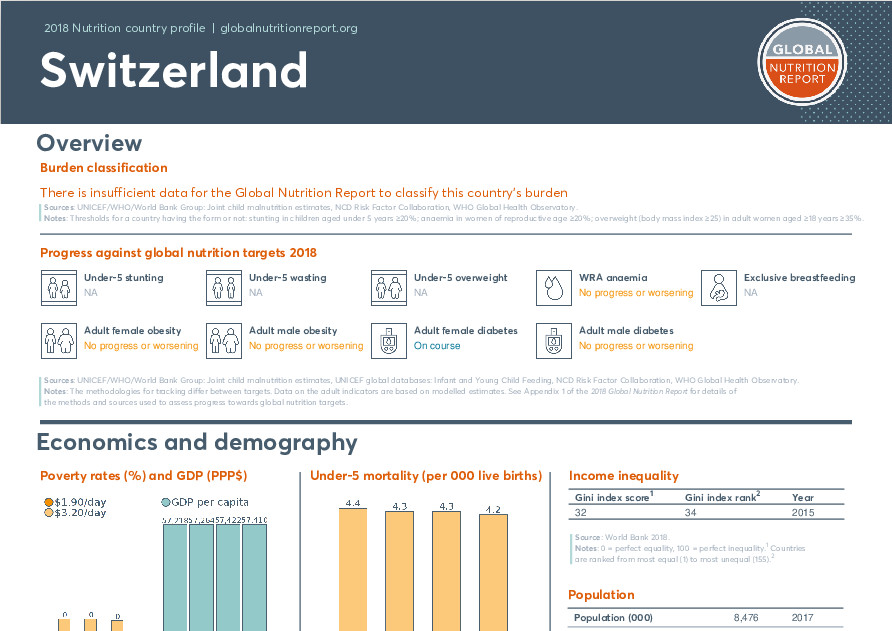 2018 Nutrition country profile | globalnutritionreport.org
Switzerland
GLOBAL
NUTRITION
REPORT
Overview
Burden classification
There is insufficient data for the Global Nutrition Report to classify this country's burden
Sources: UNICEF/WHO/World Bank Group: Joint child malnutrition estimates, NCD Risk Factor Collaboration, WHO Global Health Observatory.
Notes: Thresholds for a country having the form or not: stunting in children aged under 5 years ≥20%; anaemia in women of reproductive age ≥20%; overweight (body mass index ≥25) in adult women aged ≥18 years ≥35%.
Progress against global nutrition targets 2018
Under-5 stunting
NA
Under-5 wasting
NA
Under-5 overweight
NA
WRA anaemia
No progress or worsening
Exclusive breastfeeding
NA
Adult female obesity
No progress or worsening
Adult male obesity
No progress or worsening
Adult female diabetes
On course
Adult male diabetes
No progress or worsening
Sources: UNICEF/WHO/World Bank Group: Joint child malnutrition estimates, UNICEF global databases: Infant and Young Child Feeding, NCD Risk Factor Collaboration, WHO Global Health Observatory.
Notes: The methodologies for tracking differ between targets. Data on the adult indicators are based on modelled estimates. See Appendix 1 of the 2018 Global Nutrition Report for details of
the methods and sources used to assess progress towards global nutrition targets.
Economics and demography
Poverty rates (%) and GDP (PPP$)
$1.90/day
$3.20/day
GDP per capita
57,218 57,264 57,422 57,410
0 0 0
Under-5 mortality (per 000 live births)
4.4 4.3 4.3 4.2
Income inequality
Gini index score1 Gini index rank2 Year
32 34 2015
Source: World Bank 2018.
Notes: 0 = perfect equality, 100 = perfect inequality.1 Countries
are ranked from most equal (1) to most unequal (155).2
Population
Population (000) 8,476 2017